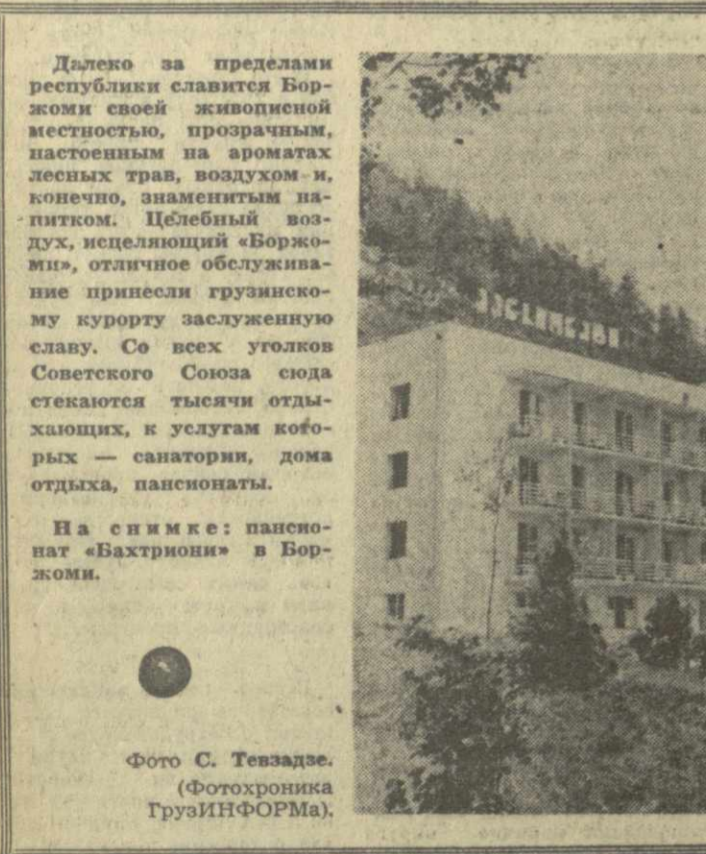 Далеко за пределами
республики славится Бор-
жоми своей живописной
местностью, прозрачным,
настоенным на ароматах
лесных трав, воздухом и,
конечно, знаменитым на-
питком. Целебный воз-
дух, исцеляющий «Боржо-
ми», отличное обслужива-
ние принесли грузинско-
му курорту заслуженную
славу. Со всех уголков
Советского Союза сюда
стекаются тысячи отды-
хающих, к услугам кото-
рых — санатории, дома
отдыха, пансионаты.
На снимке: пансио-
нат «Бахтриони» в Бор-
жоми.
Фото С. Тевзадзе.
(Фотохроника
ГрузИНФОРМа).